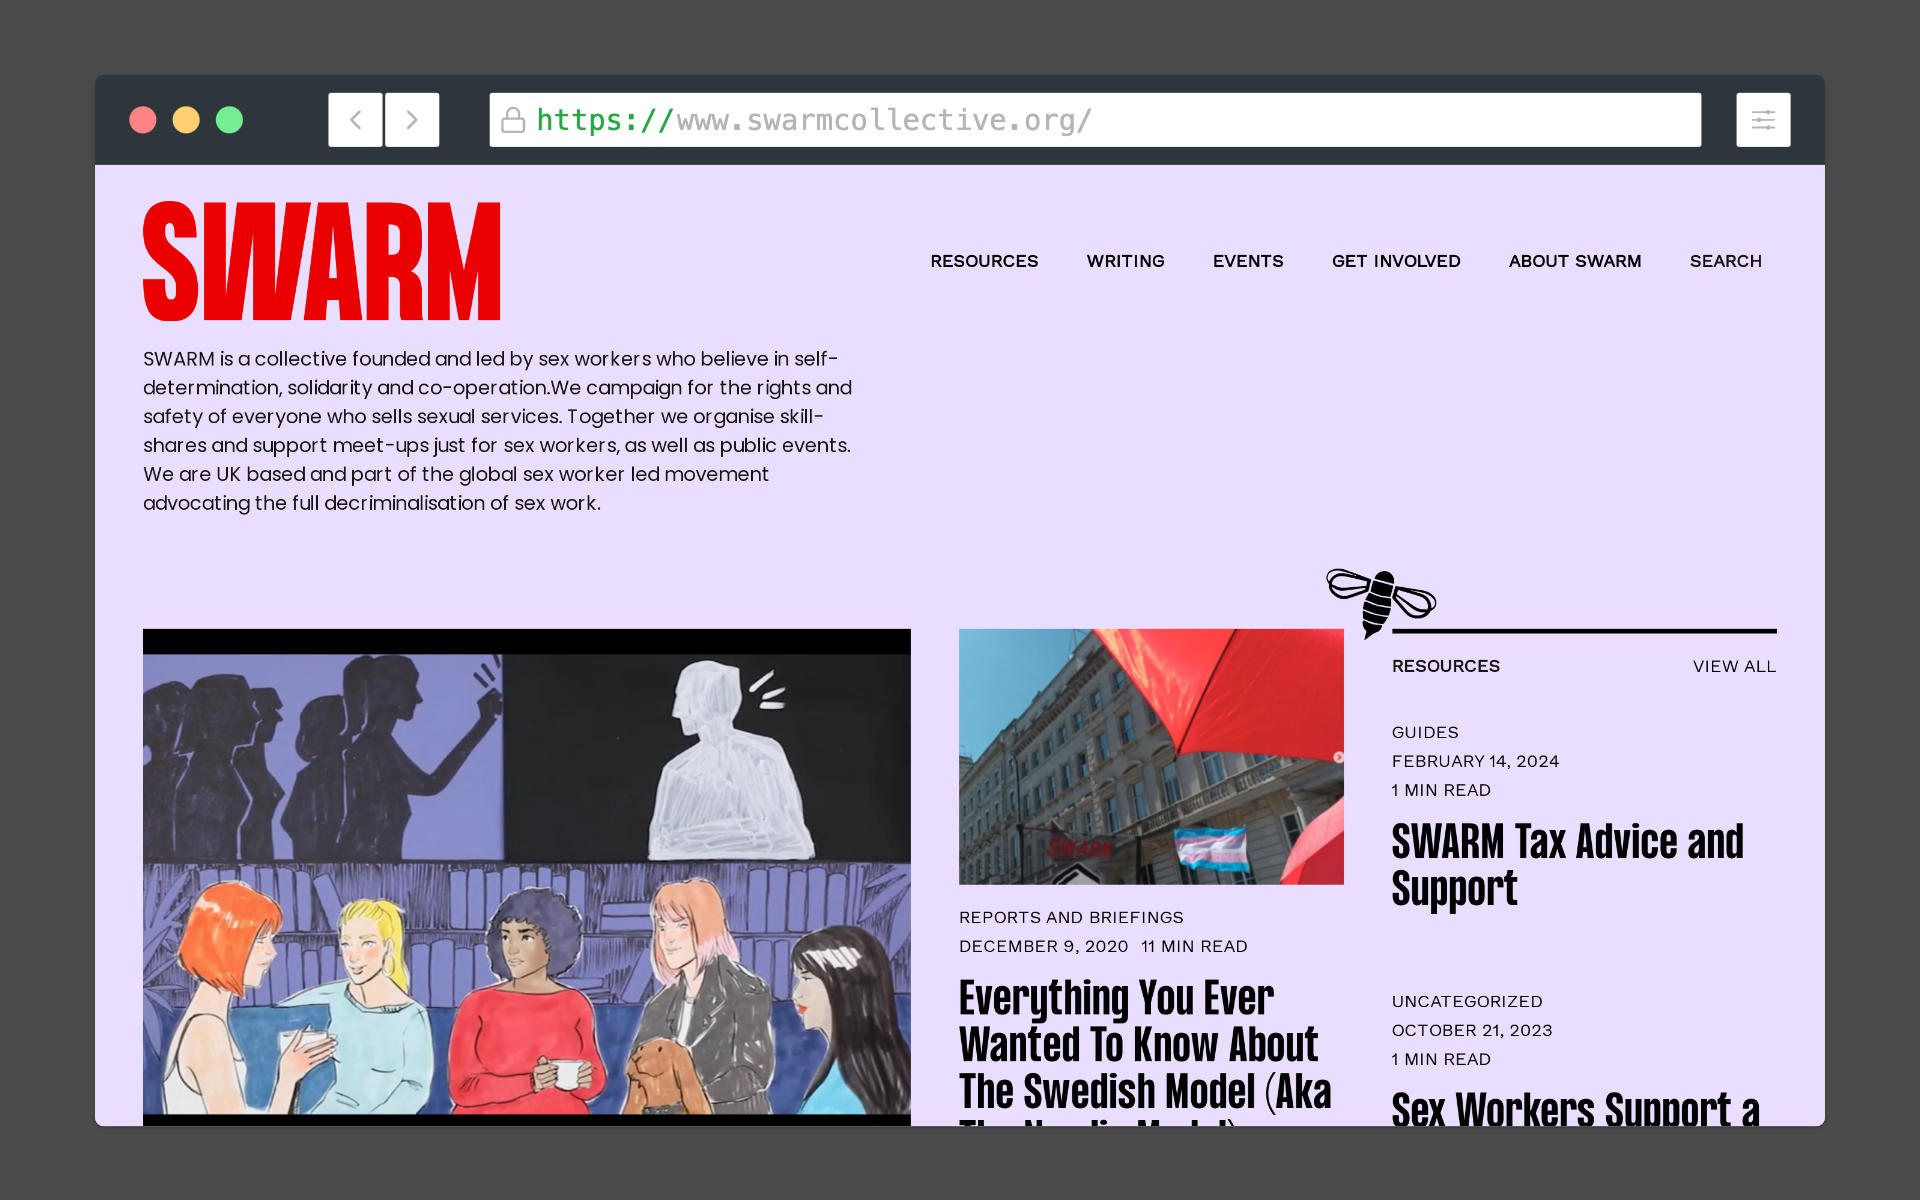 https://www.swarmcollective.org/
SWARM
RESOURCES WRITING EVENTS GET INVOLVED ABOUT SWARM SEARCH
SWARM is a collective founded and led by sex workers who believe in self-
determination, solidarity and co-operation.We campaign for the rights and
safety of everyone who sells sexual services. Together we organise skill-
shares and support meet-ups just for sex workers, as well as public events.
We are UK based and part of the global sex worker led movement
advocating the full decriminalisation of sex work.
SWARM
REPORTS AND BRIEFINGS
DECEMBER 9, 2020 11 MIN READ
Everything You Ever
Wanted To Know About
The Swedish Model (Aka
The Nordic Model)
RESOURCES VIEW ALL
GUIDES
FEBRUARY 14, 2024
1 MIN READ
SWARM Tax Advice and
Support
UNCATEGORIZED
OCTOBER 21, 2023
1 MIN READ
Sex Workers Support a